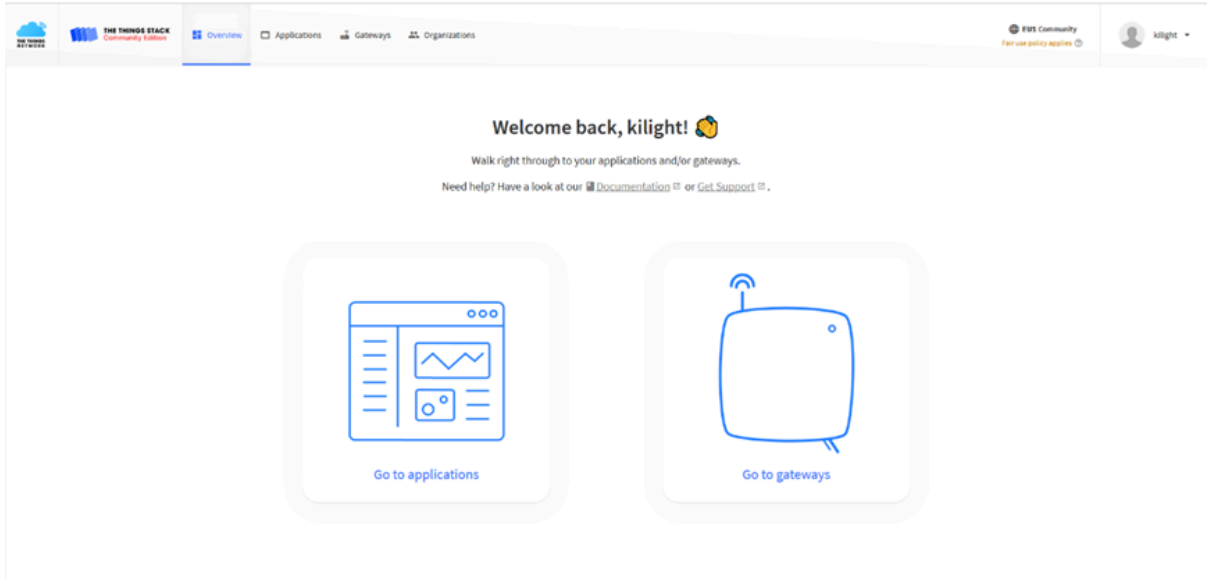 THE THINGS NETWORK
THE THINGS STACK
Community Edition
Overview
Applications
Gateways
Organizations
EU1 Community
Fair use policy applies
kilight
Welcome back, kilight! 👋
Walk right through to your applications and/or gateways.
Need help? Have a look at our Documentation or Get Support.
Go to applications
Go to gateways